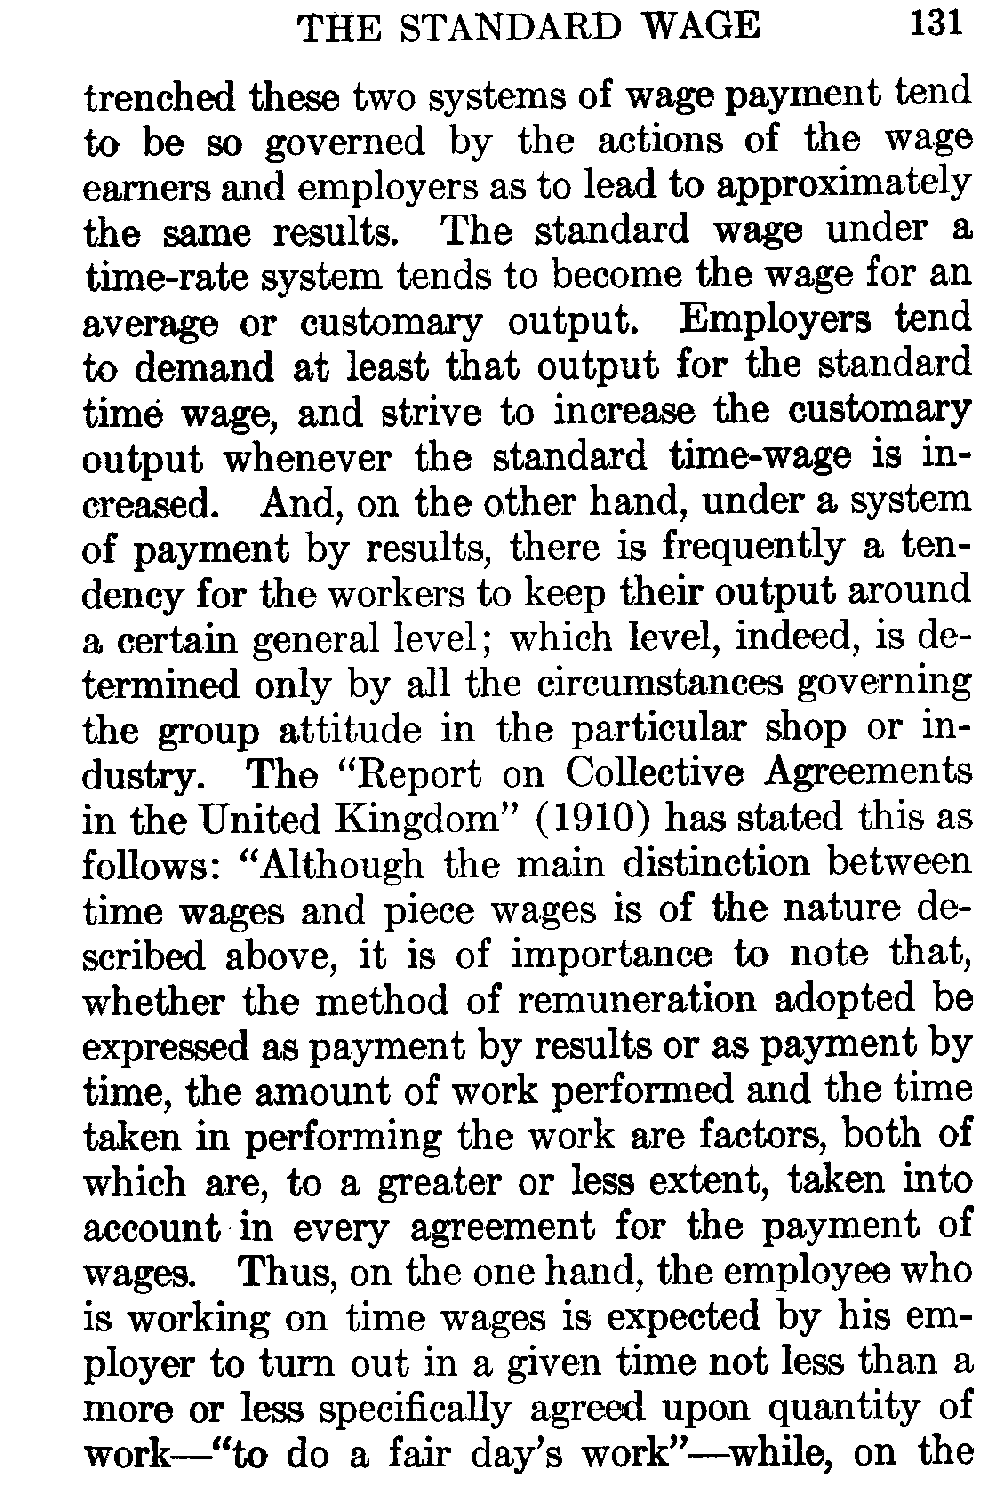 THE STANDARD WAGE 131
trenched these two systems of wage payment tend
to be so governed by the actions of the wage
earners and employers as to lead to approximately
the same results. The standard wage under a
time-rate system tends to become the wage for an
average or customary output. Employers tend
to demand at least that output for the standard
time wage, and strive to increase the customary
output whenever the standard time-wage is in-
creased. And, on the other hand, under a system
of payment by results, there is frequently a ten-
dency for the workers to keep their output around
a certain general level; which level, indeed, is de-
termined only by all the circumstances governing
the group attitude in the particular shop or in-
dustry. The “Report on Collective Agreements
in the United Kingdom” (1910) has stated this as
follows: “Although the main distinction between
time wages and piece wages is of the nature de-
scribed above, it is of importance to note that,
whether the method of remuneration adopted be
expressed as payment by results or as payment by
time, the amount of work performed and the time
taken in performing the work are factors, both of
which are, to a greater or less extent, taken into
account in every agreement for the payment of
wages. Thus, on the one hand, the employee who
is working on time wages is expected by his em-
ployer to turn out in a given time not less than a
more or less specifically agreed upon quantity of
work—“to do a fair day’s work”—while, on the